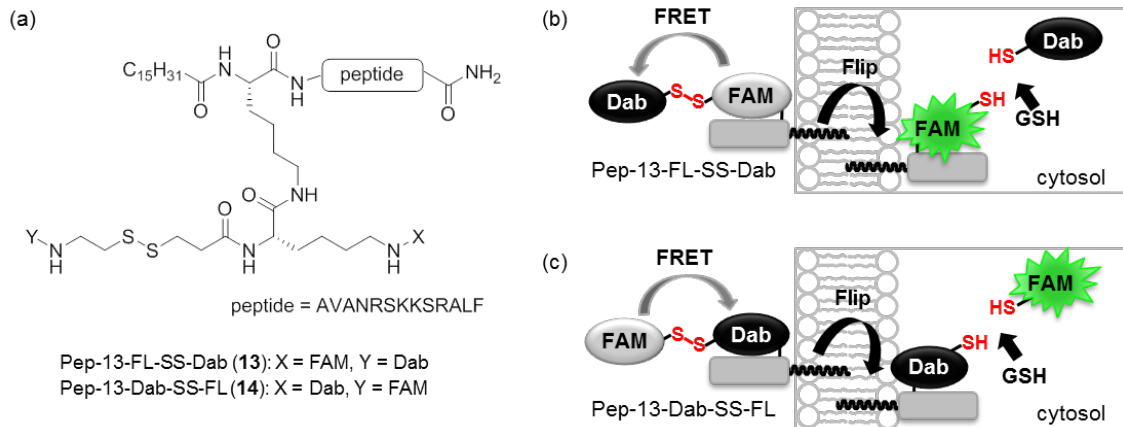 (a)
C15H31
O
H
N
O
N
H
peptide
NH2
O
NH
O
Y
N
H
S
S
O
N
H
N
H
X
peptide = AVANRSKKSRALF
Pep-13-FL-SS-Dab (13): X = FAM, Y = Dab
Pep-13-Dab-SS-FL (14): X = Dab, Y = FAM
(b)
FRET
Dab
S
S
FAM
Pep-13-FL-SS-Dab
Flip
FAM
SH
HS
Dab
GSH
cytosol
(c)
FRET
FAM
S
S
Dab
Pep-13-Dab-SS-FL
Flip
Dab
SH
HS
FAM
GSH
cytosol